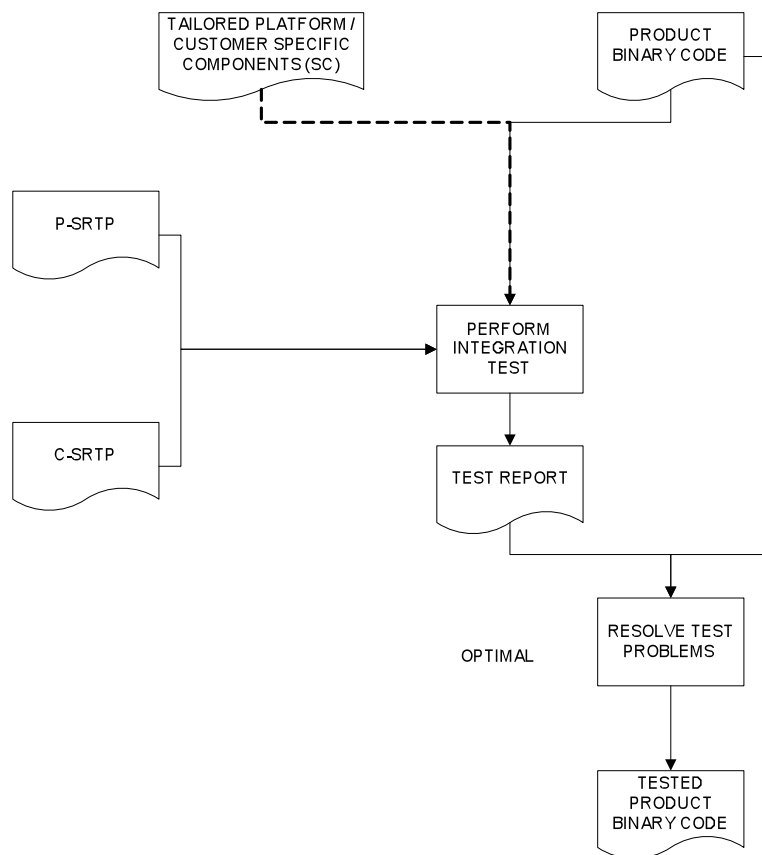 TAILORED PLATFORM /
CUSTOMER SPECIFIC
COMPONENTS (SC)
PRODUCT
BINARY CODE
P-SRTP
PERFORM
INTEGRATION
TEST
C-SRTP
TEST REPORT
RESOLVE TEST
PROBLEMS
OPTIMAL
TESTED
PRODUCT
BINARY CODE